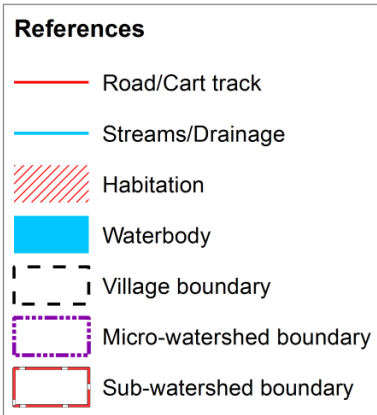 References
Road/Cart track
Streams/Drainage
Habitation
Waterbody
Village boundary
Micro-watershed boundary
Sub-watershed boundary